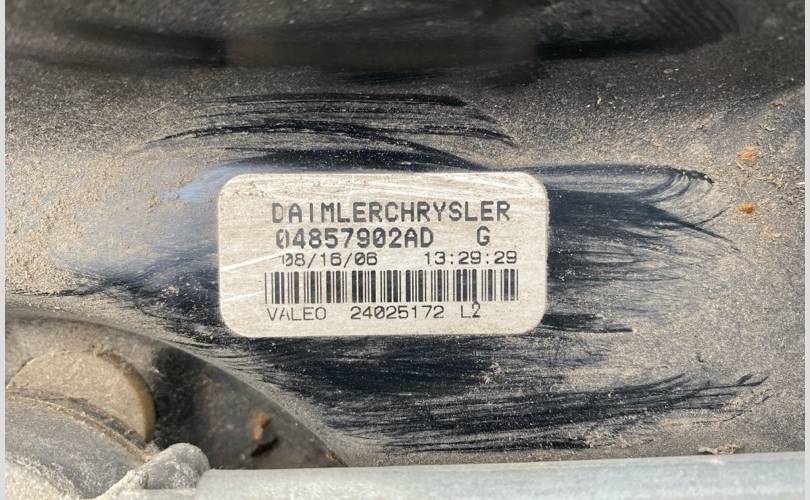 DAIMLERCHRYSLER
04857902AD G
08/16/06 13:29:29
VALEO 24025172 L2